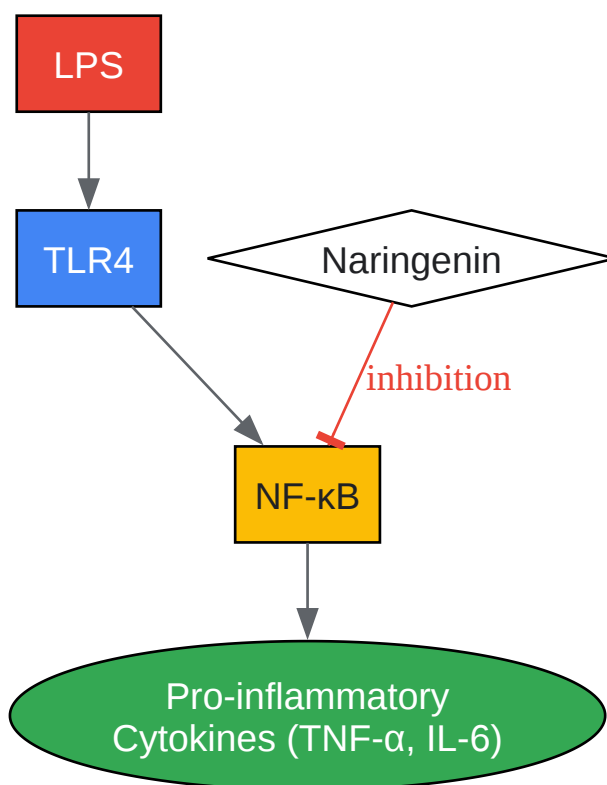 LPS
TLR4
Naringenin
inhibition
NF-κB
Pro-inflammatory
Cytokines (TNF-α, IL-6)